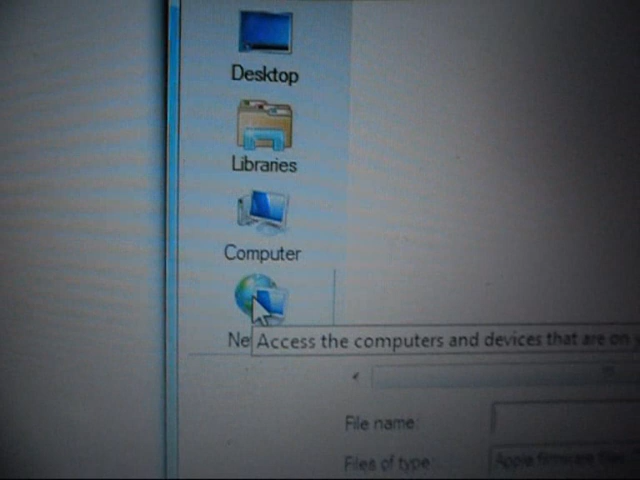 Desktop
Libraries
Computer
Ne
Access the computers and devices that are on
File name:
Files of type:
Apple firmware files